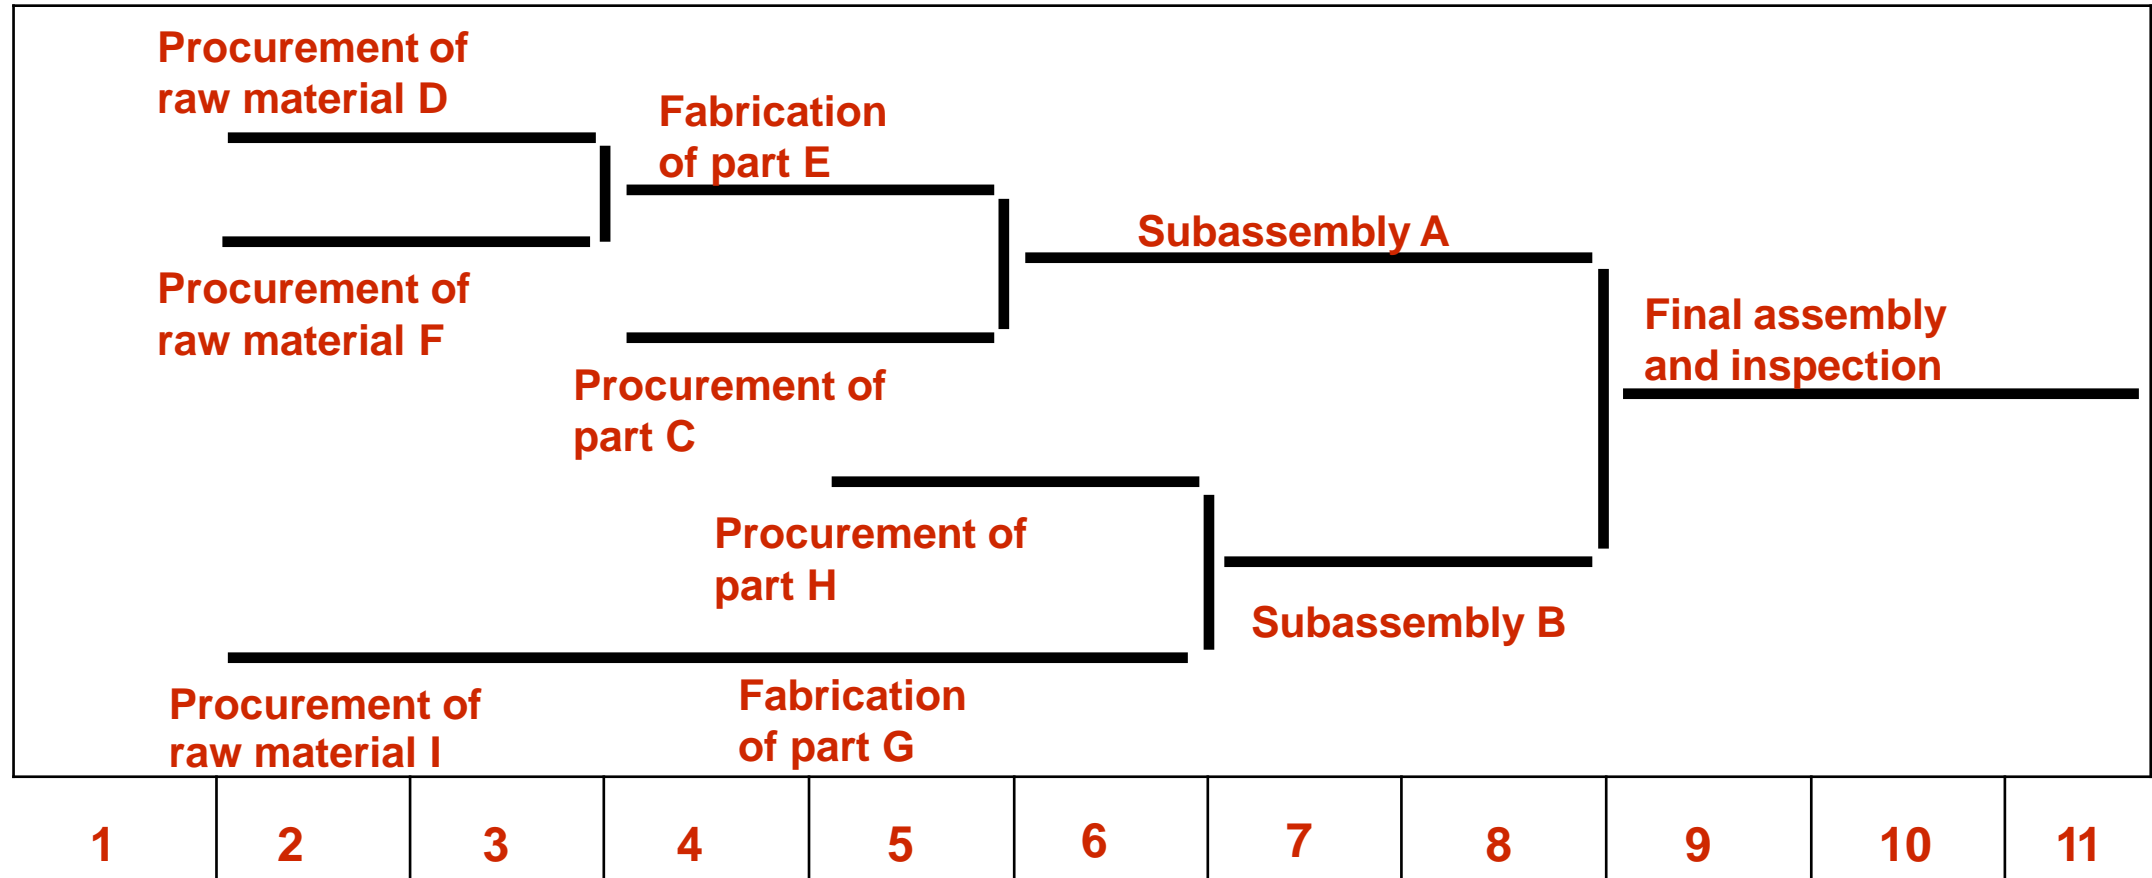 Procurement of
raw material D
Fabrication
of part E
Subassembly A
Procurement of
raw material F
Final assembly
and inspection
Procurement of
part C
Procurement of
part H
Subassembly B
Procurement of
raw material I
Fabrication
of part G
1 2 3 4 5 6 7 8 9 10 11